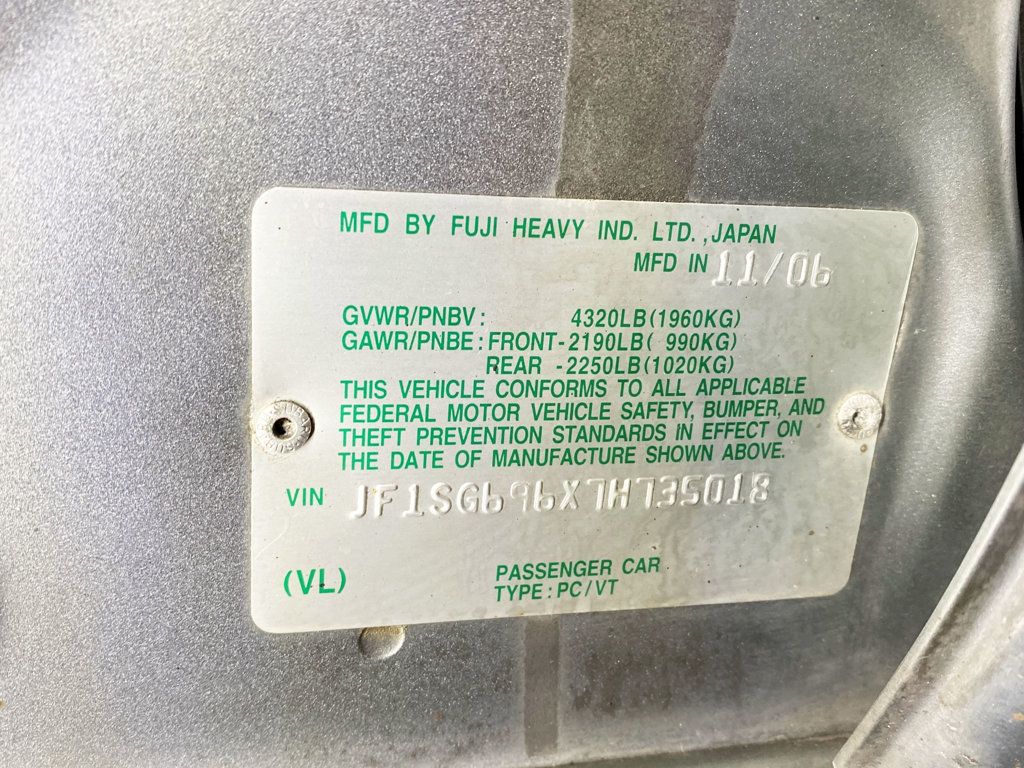 MFD BY FUJI HEAVY IND. LTD.,JAPAN
MFD IN 11/06
GVWR/PNBV: 4320LB(1960KG)
GAWR/PNBE: FRONT-2190LB( 990KG)
REAR -2250LB(1020KG)
THIS VEHICLE CONFORMS TO ALL APPLICABLE
FEDERAL MOTOR VEHICLE SAFETY, BUMPER, AND
THEFT PREVENTION STANDARDS IN EFFECT ON
THE DATE OF MANUFACTURE SHOWN ABOVE.
VIN JF1SG696X7H735018
(VL)
PASSENGER CAR
TYPE: PC/VT